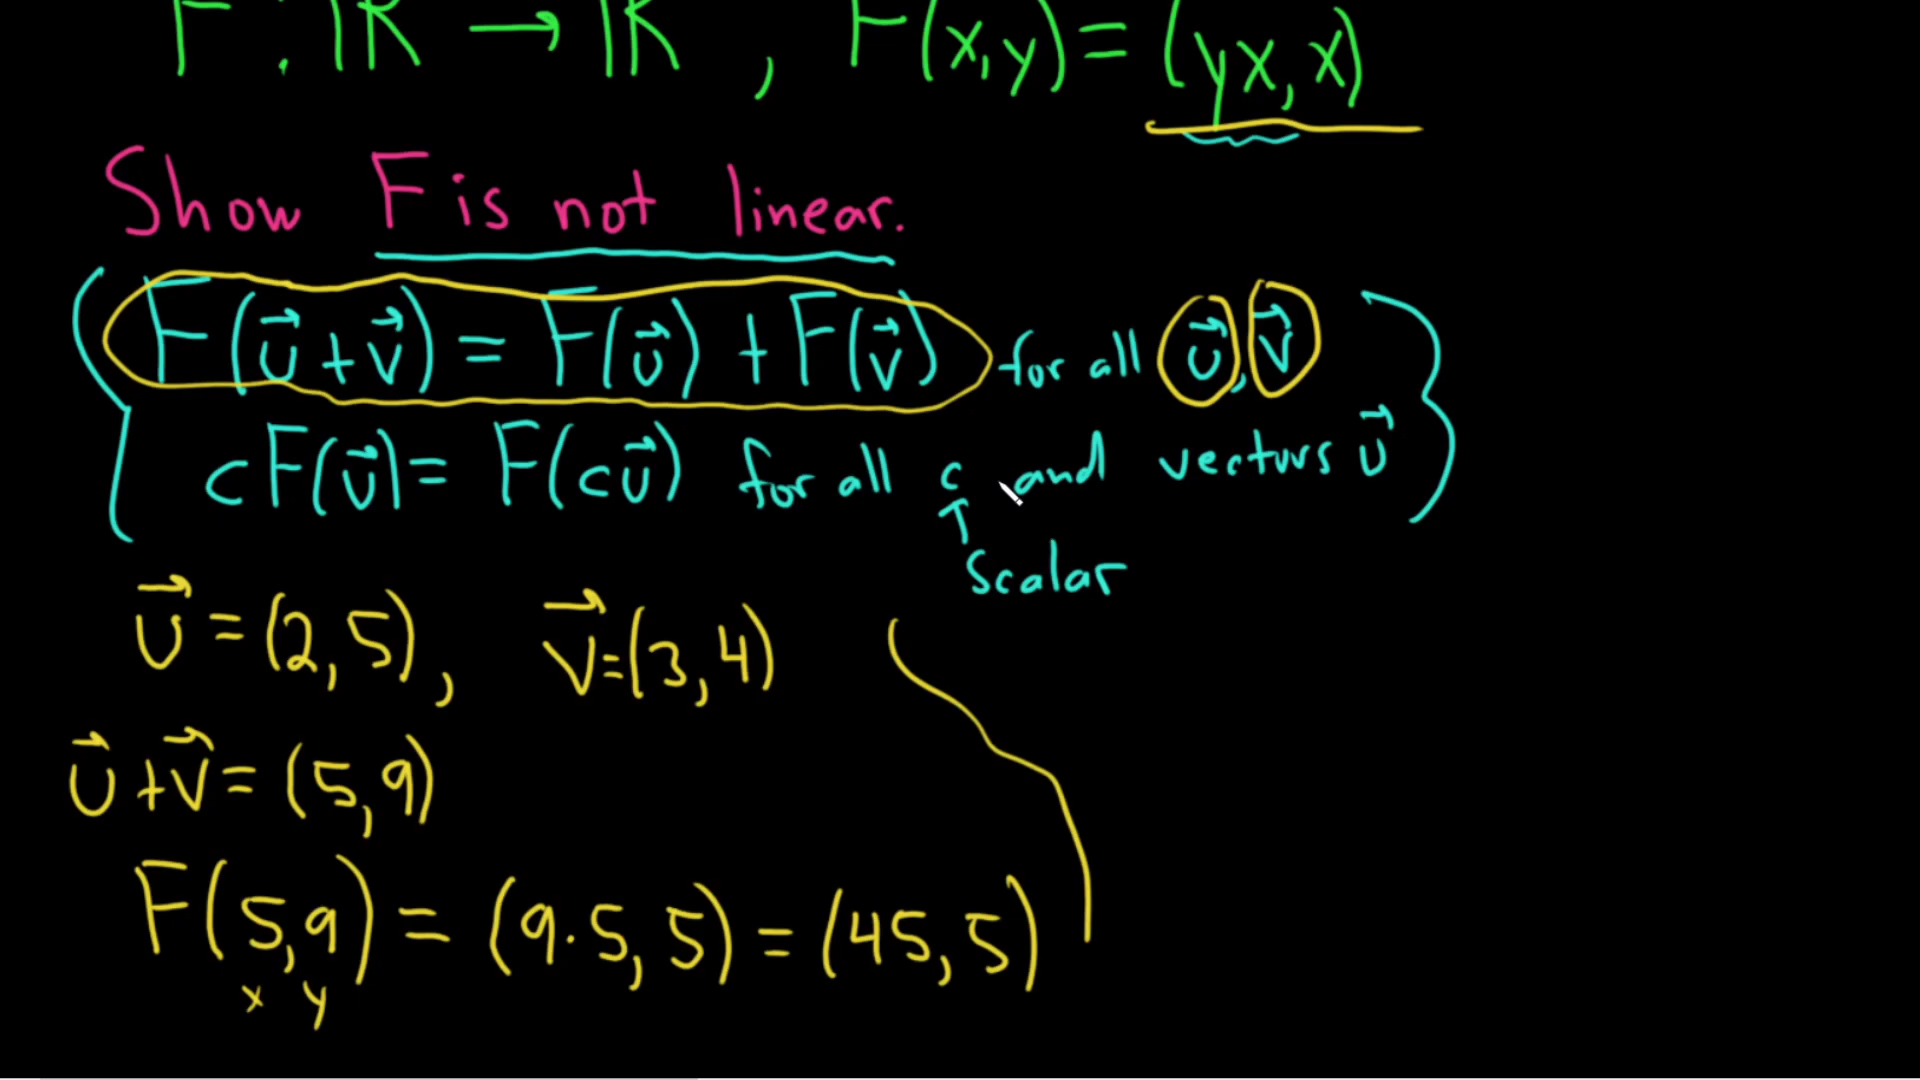 F : ℝ → ℝ , F(x,y) = (yx, x)
Show F is not linear.
F(u⃗ + v⃗) = F(u⃗) + F(v⃗) for all u⃗, v⃗
cF(u⃗) = F(cu⃗) for all c and vectors u⃗
↑
scalar
u⃗ = (2, 5), v⃗ = (3, 4)
u⃗ + v⃗ = (5, 9)
F(5, 9) = (9·5, 5) = (45, 5)
x y